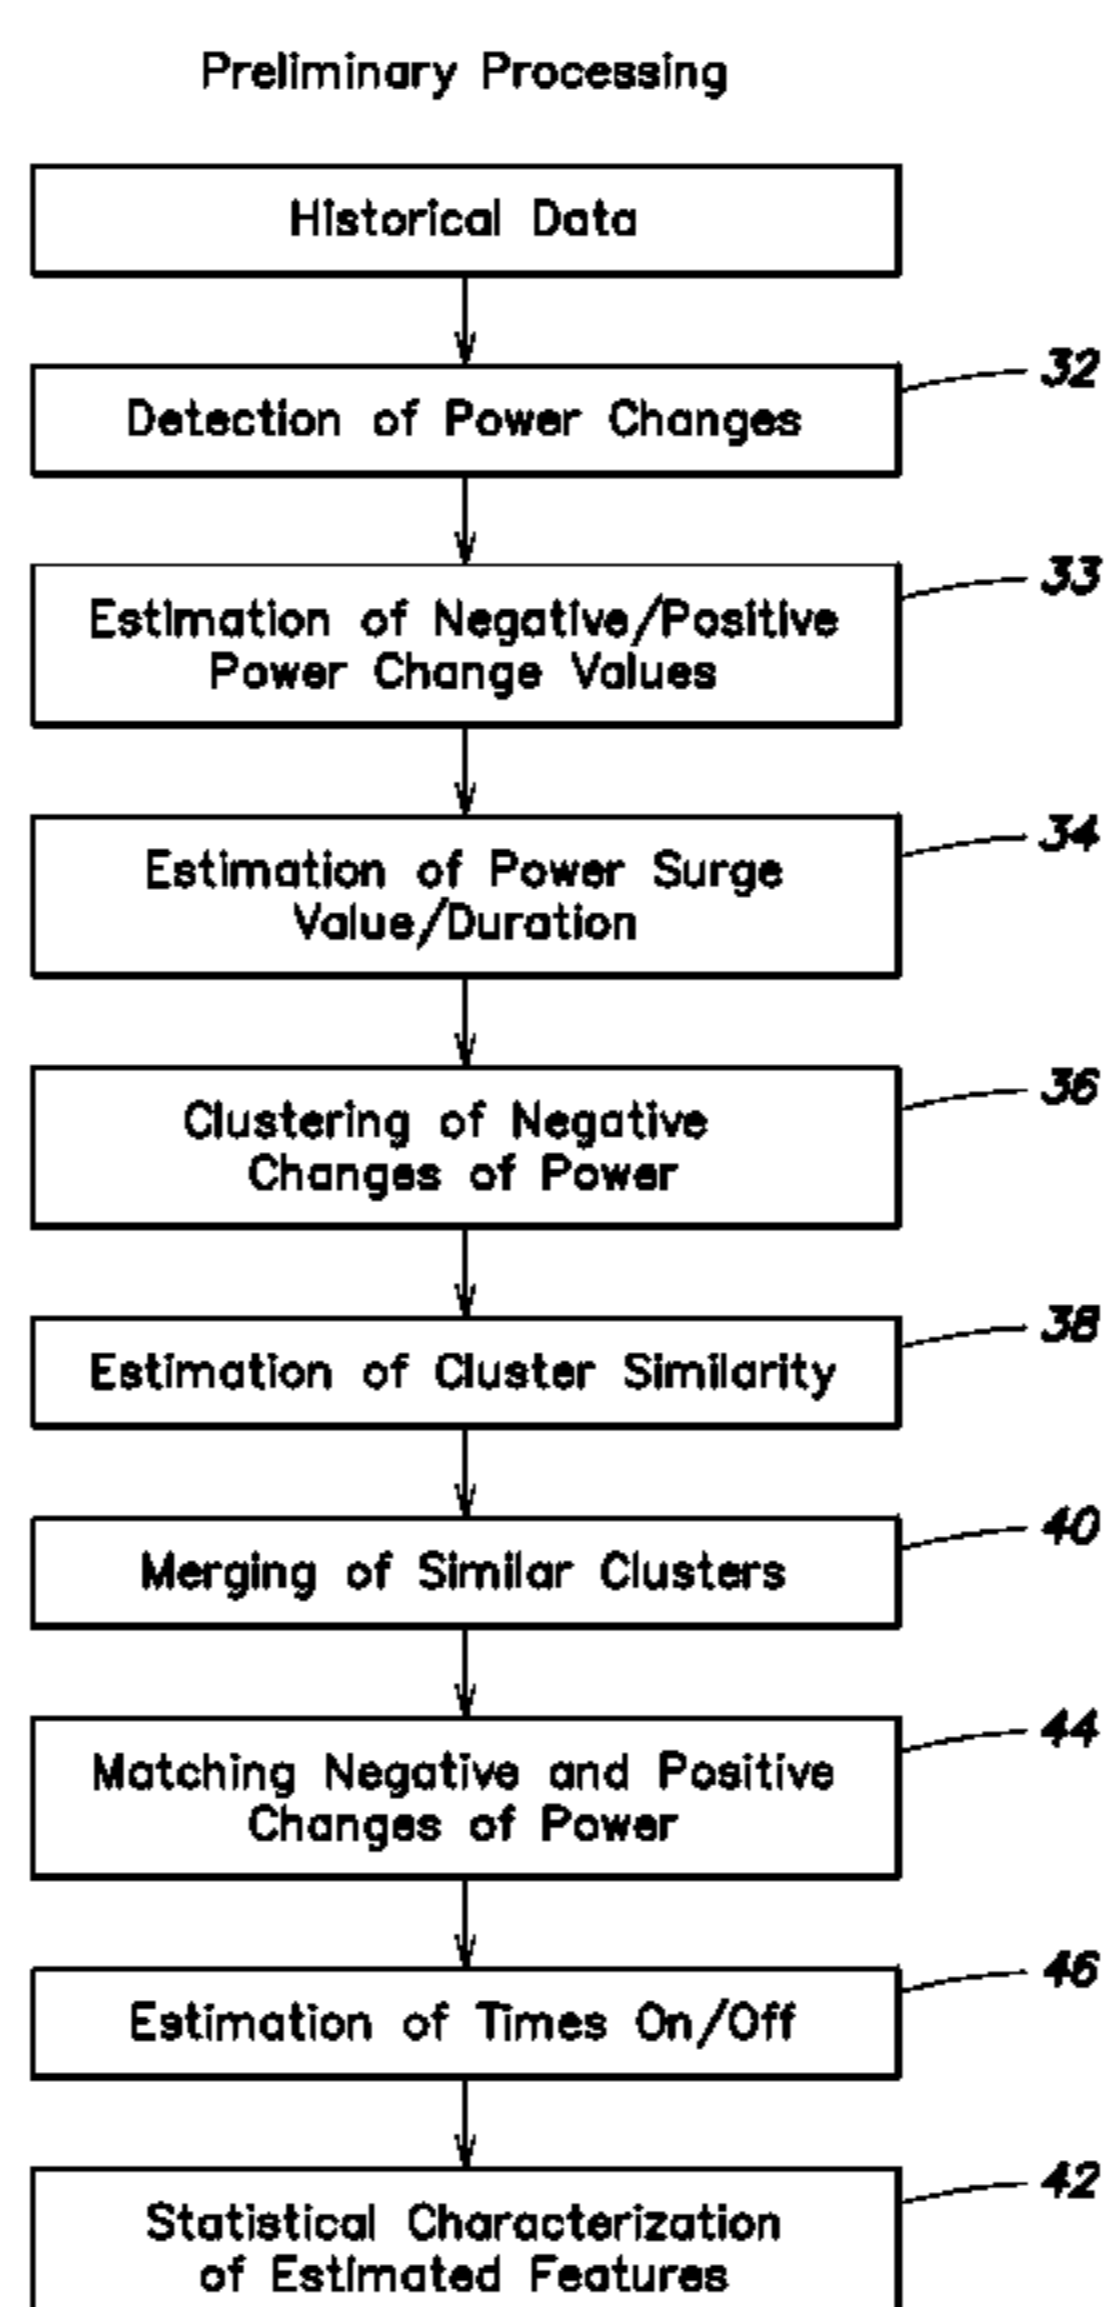 Preliminary Processing
Historical Data
32
Detection of Power Changes
33
Estimation of Negative/Positive
Power Change Values
34
Estimation of Power Surge
Value/Duration
36
Clustering of Negative
Changes of Power
38
Estimation of Cluster Similarity
40
Merging of Similar Clusters
44
Matching Negative and Positive
Changes of Power
46
Estimation of Times On/Off
42
Statistical Characterization
of Estimated Features